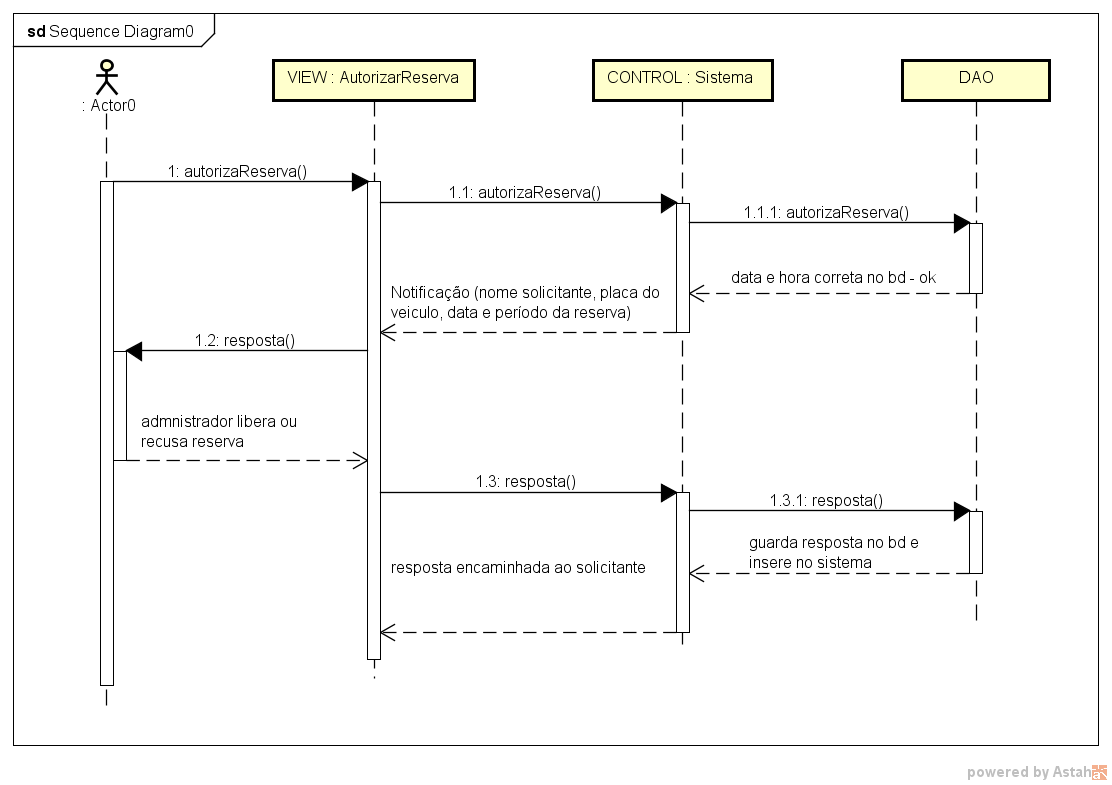 sd Sequence Diagram0
: Actor0
VIEW : AutorizarReserva
CONTROL : Sistema
DAO
1: autorizaReserva()
1.1: autorizaReserva()
1.1.1: autorizaReserva()
data e hora correta no bd - ok
Notificação (nome solicitante, placa do
veiculo, data e período da reserva)
1.2: resposta()
admnistrador libera ou
recusa reserva
1.3: resposta()
1.3.1: resposta()
guarda resposta no bd e
insere no sistema
resposta encaminhada ao solicitante
powered by Astah